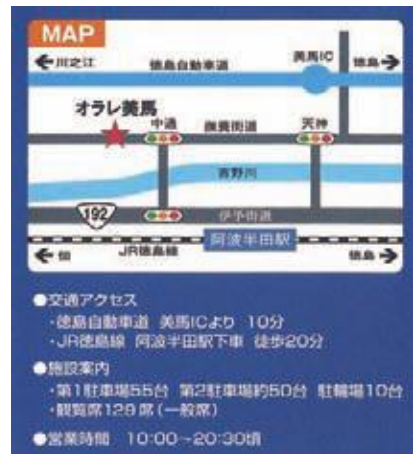 MAP
←川之江 徳島自動車道 美馬IC 徳島→
オラレ美馬
中通 撫養街道 天神
吉野川
192 伊予街道
阿波半田駅
←佃 JR徳島線 徳島→
●交通アクセス
・徳島自動車道 美馬ICより 10分
・JR徳島線 阿波半田駅下車 徒歩20分
●施設案内
・第1駐車場55台 第2駐車場約50台 駐輪場10台
・観覧席129席(一般席)
●営業時間 10:00~20:30頃